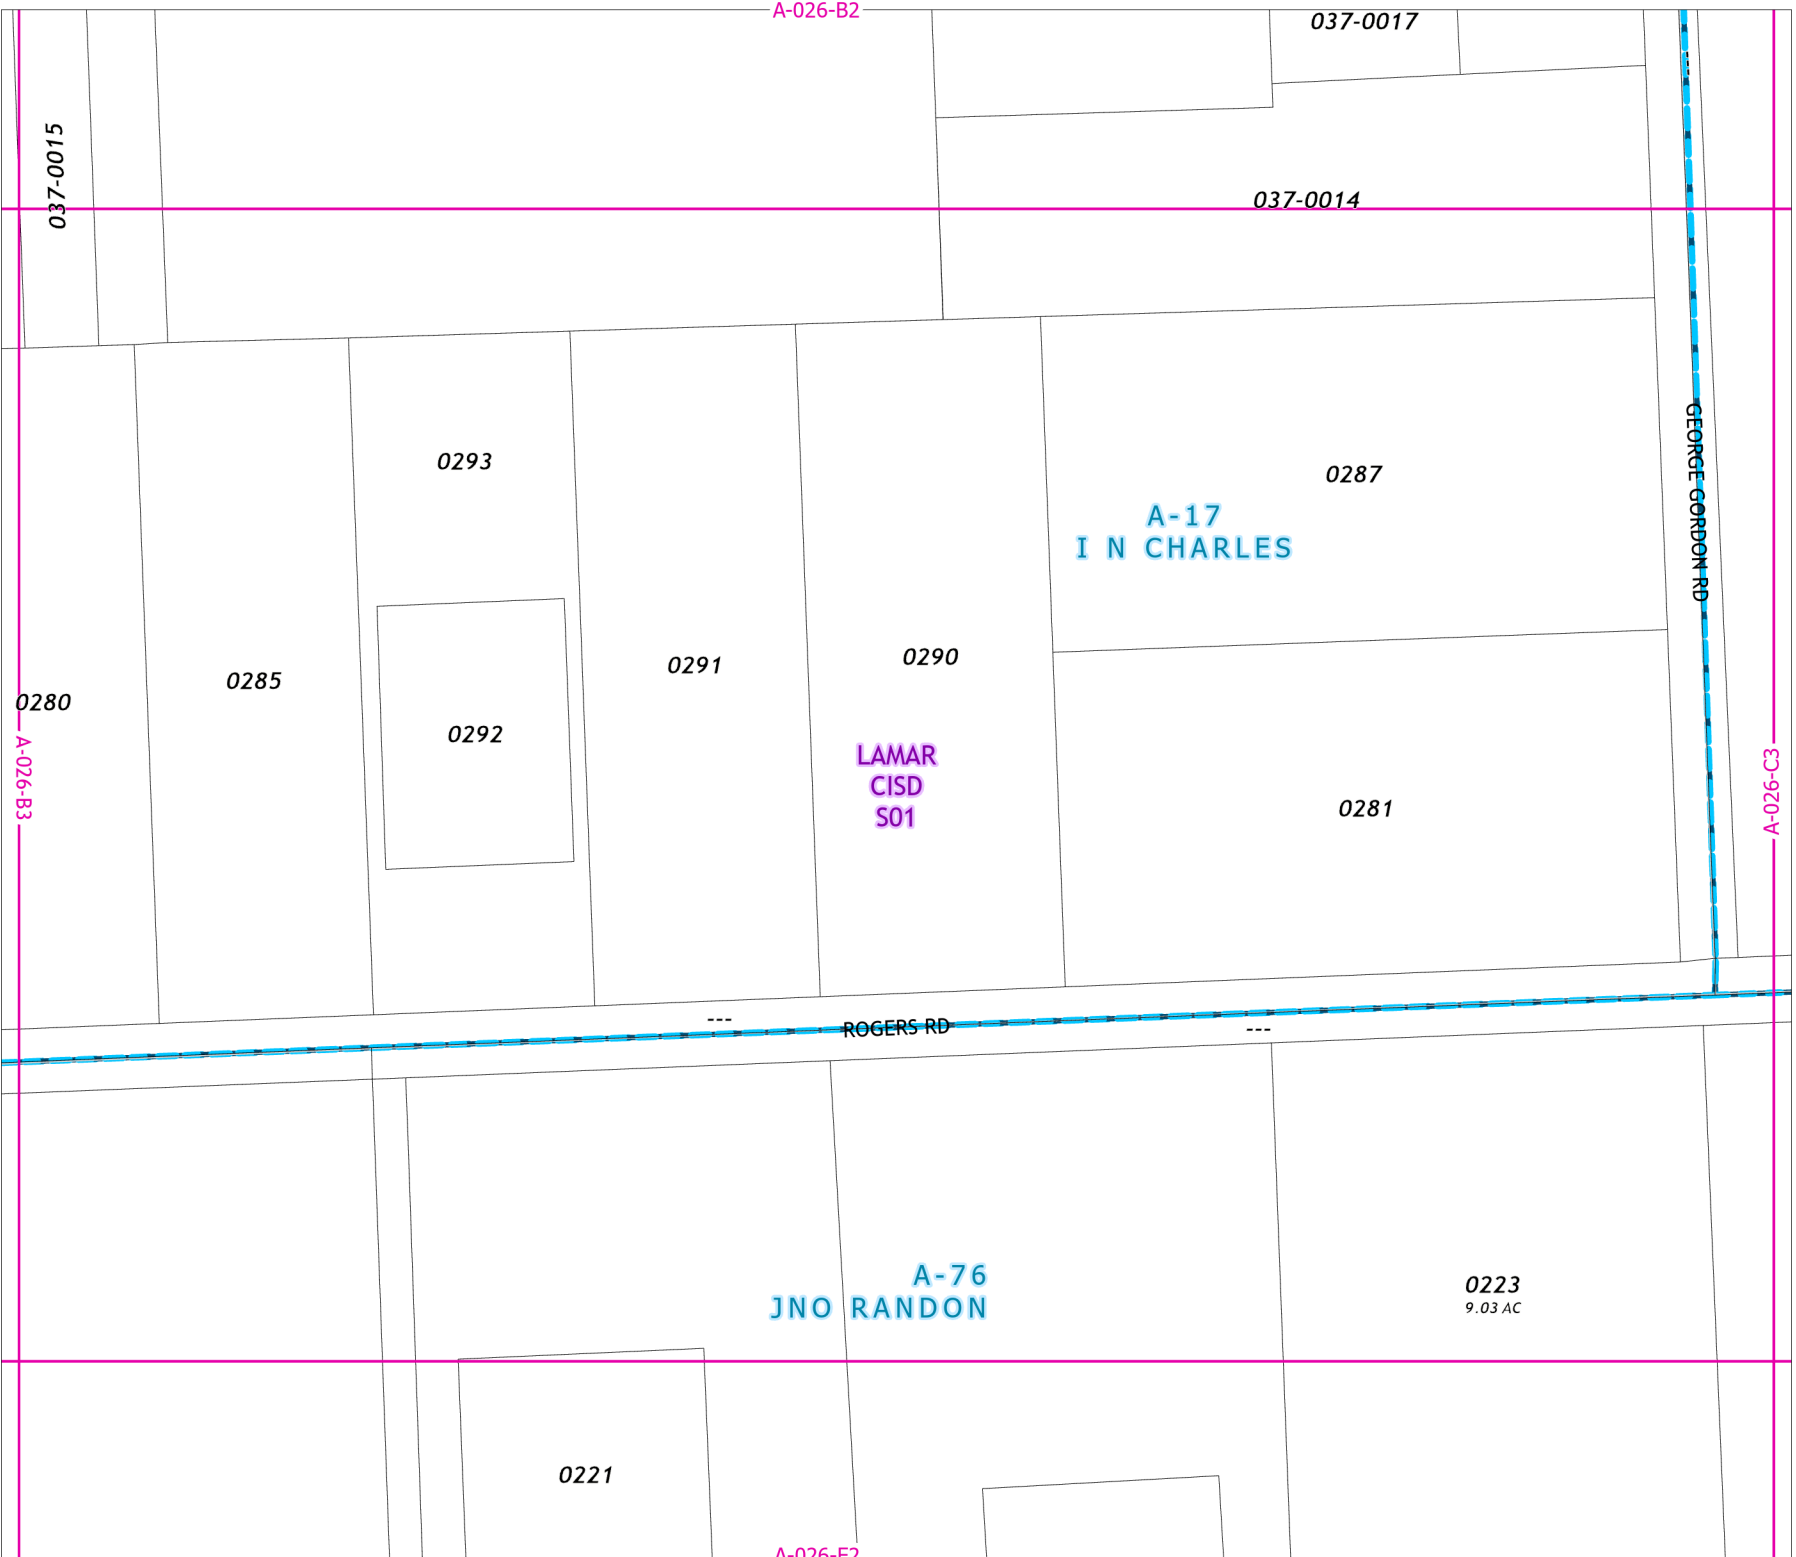 A-026-B2
037-0017
037-0015
037-0014
0293
0287
A-17
I N CHARLES
GEORGE GORDON RD
0291
0290
0285
0280
0292
LAMAR
CISD
S01
A-026-B3
A-026-C3
0281
---
ROGERS RD
---
A-76
JNO RANDON
0223
9.03 AC
0221